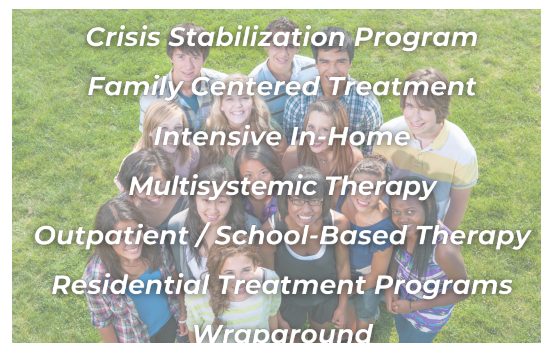 Crisis Stabilization Program
Family Centered Treatment
Intensive In-Home
Multisystemic Therapy
Outpatient / School-Based Therapy
Residential Treatment Programs
Wraparound